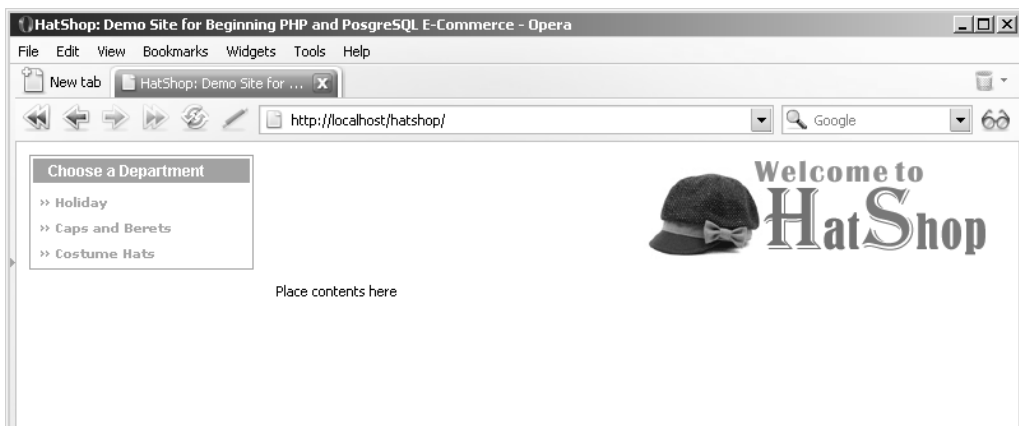 HatShop: Demo Site for Beginning PHP and PosgreSQL E-Commerce - Opera
File Edit View Bookmarks Widgets Tools Help
New tab HatShop: Demo Site for ...
http://localhost/hatshop/ Google
Choose a Department
» Holiday
» Caps and Berets
» Costume Hats
Welcome to
HatShop
Place contents here